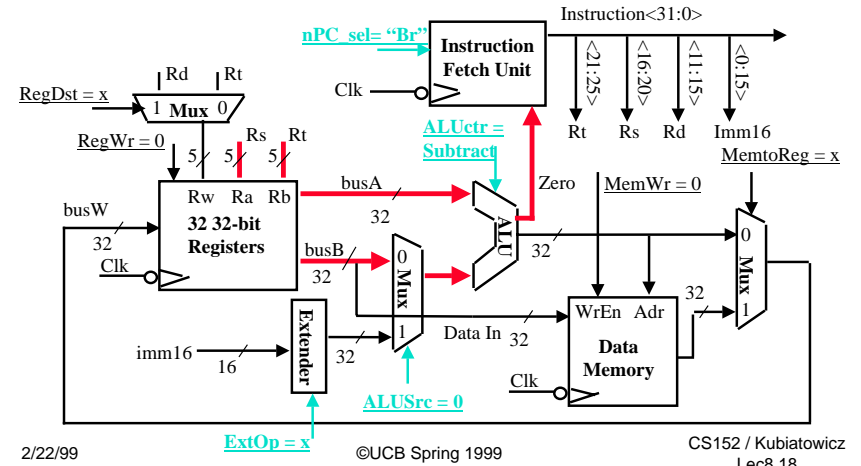 Instruction<31:0>
nPC_sel= “Br”
Instruction
Fetch Unit
Clk
<21:25>
<16:20>
<11:15>
<0:15>
Rt
Rs
Rd
Imm16
Rd
Rt
RegDst = x
1 Mux 0
ALUctr =
Subtract
RegWr = 0
5
Rs
5
Rt
5
MemtoReg = x
Zero
MemWr = 0
busA
32
Rw Ra Rb
32 32-bit
Registers
busW
32
Clk
busB
32
0
Mux
1
ALU
32
0
Mux
1
32
WrEn Adr
Data In
32
Data
Memory
Clk
imm16
16
Extender
32
ALUSrc = 0
ExtOp = x
2/22/99
©UCB Spring 1999
CS152 / Kubiatowicz
Lec8.18